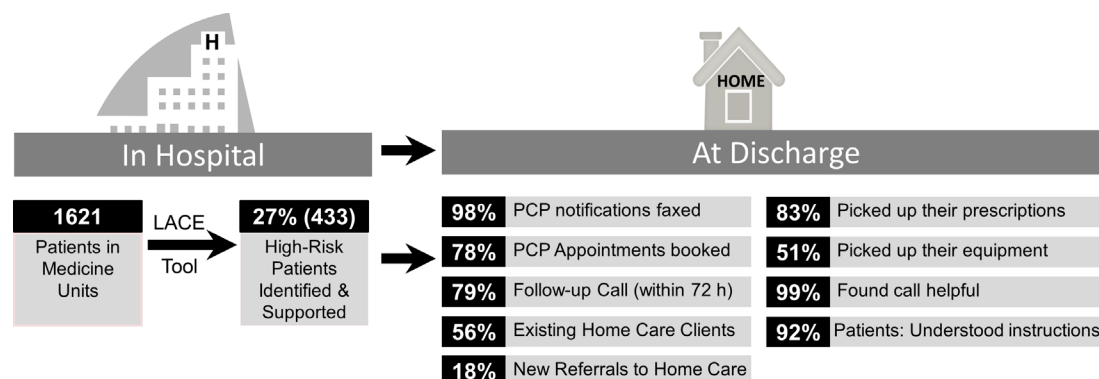 H
HOME
In Hospital
At Discharge
1621
Patients in
Medicine
Units
LACE
Tool
27% (433)
High-Risk
Patients
Identified &
Supported
98% PCP notifications faxed
78% PCP Appointments booked
79% Follow-up Call (within 72 h)
56% Existing Home Care Clients
18% New Referrals to Home Care
83% Picked up their prescriptions
51% Picked up their equipment
99% Found call helpful
92% Patients: Understood instructions